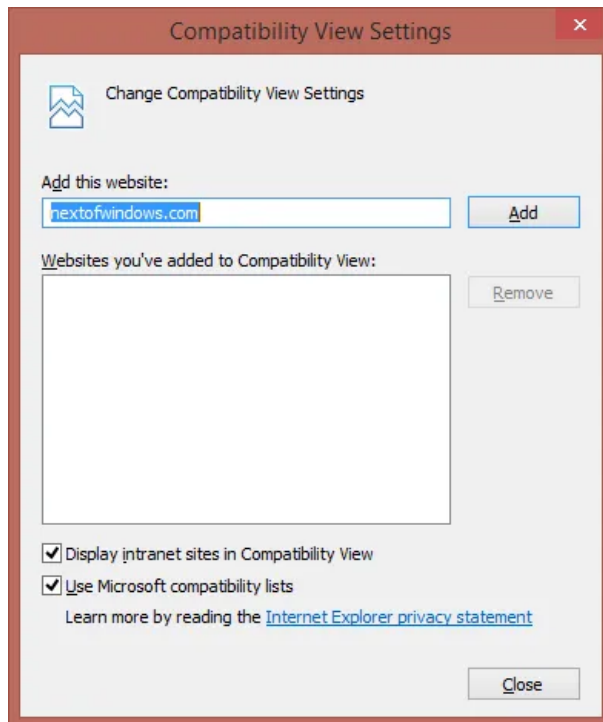 Compatibility View Settings
Change Compatibility View Settings
Add this website:
nextofwindows.com
Add
Websites you've added to Compatibility View:
Remove
Display intranet sites in Compatibility View
Use Microsoft compatibility lists
Learn more by reading the Internet Explorer privacy statement
Close